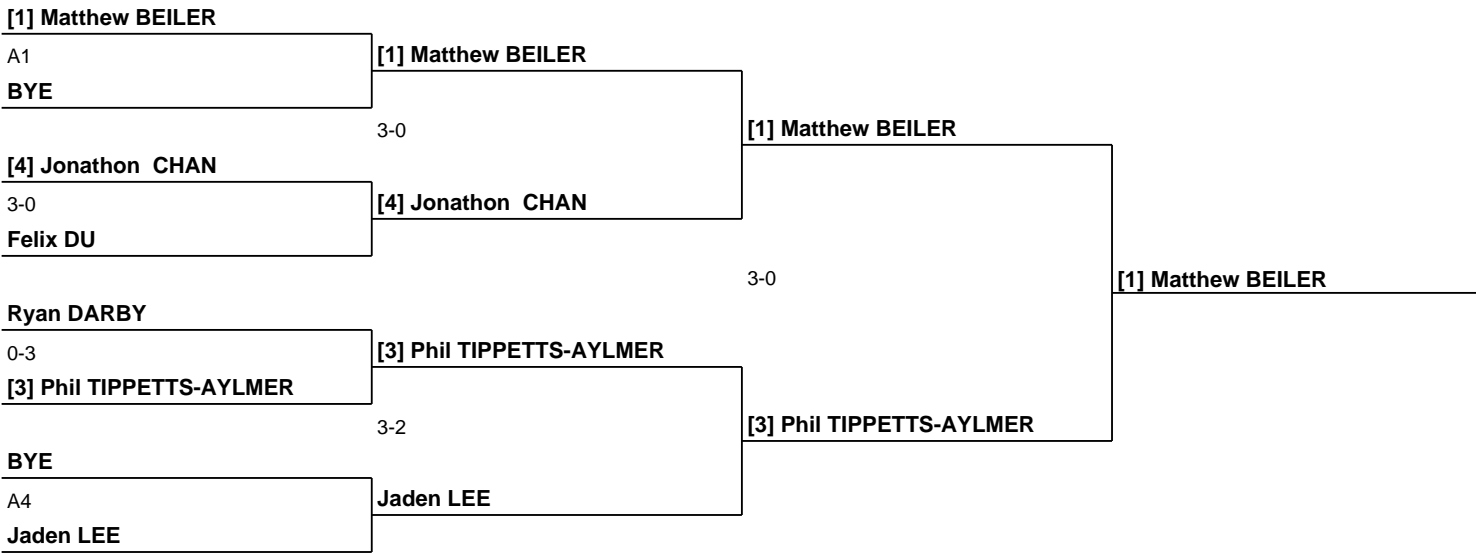 [1] Matthew BEILER
A1
[1] Matthew BEILER
BYE
3-0
[1] Matthew BEILER
[4] Jonathon  CHAN
3-0
[4] Jonathon  CHAN
Felix DU
3-0
[1] Matthew BEILER
Ryan DARBY
0-3
[3] Phil TIPPETTS-AYLMER
[3] Phil TIPPETTS-AYLMER
3-2
[3] Phil TIPPETTS-AYLMER
BYE
A4
Jaden LEE
Jaden LEE